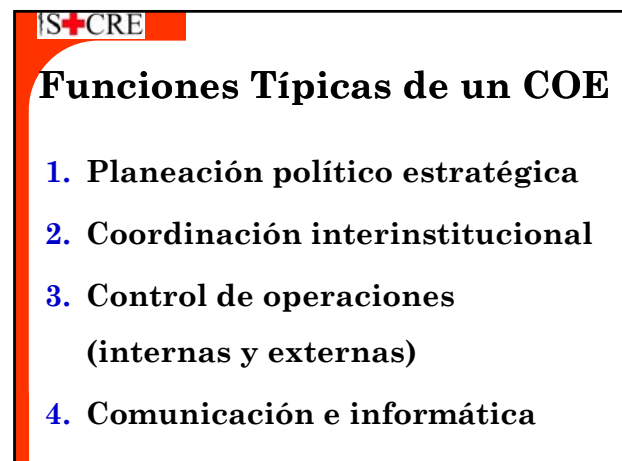 IS+CRE
Funciones Típicas de un COE
1. Planeación político estratégica
2. Coordinación interinstitucional
3. Control de operaciones
(internas y externas)
4. Comunicación e informática